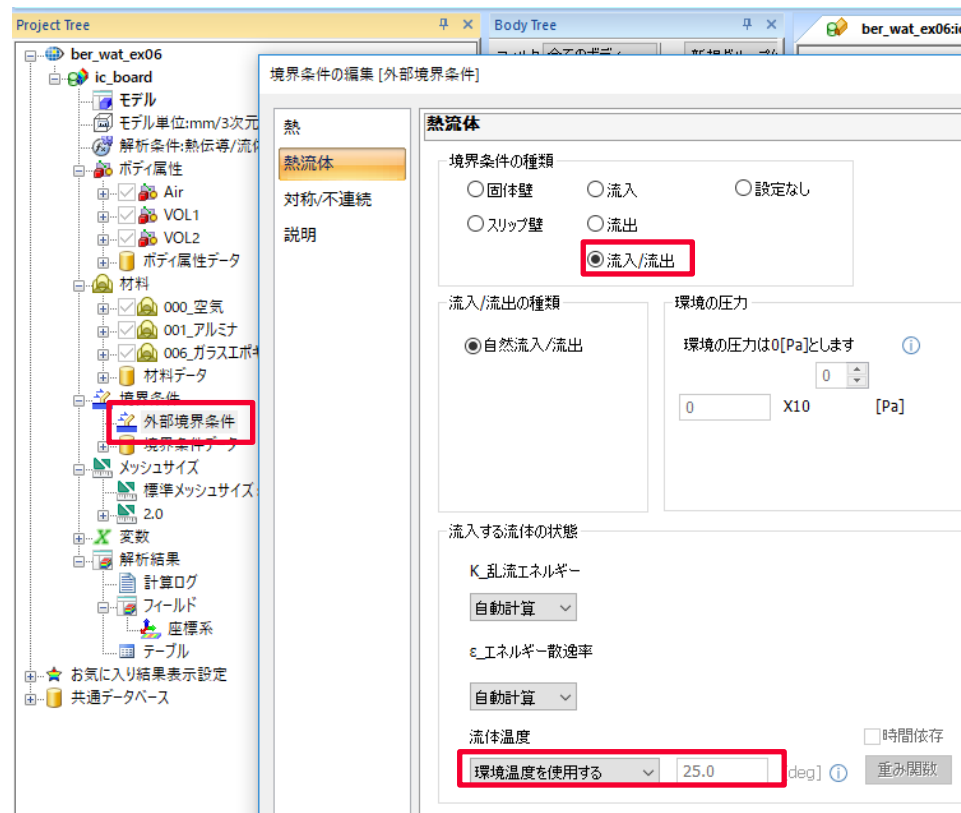 Project Tree
ber_wat_ex06
ic_board
モデル
モデル単位:mm/3次元
解析条件:熱伝導/流体
ボディ属性
Air
VOL1
VOL2
ボディ属性データ
材料
000_空気
001_アルミナ
006_ガラスエポキ
材料データ
境界条件
外部境界条件
境界条件データ
メッシュサイズ
標準メッシュサイズ:
2.0
変数
解析結果
計算ログ
フィールド
座標系
テーブル
お気に入り結果表示設定
共通データベース
Body Tree
ber_wat_ex06:ic
境界条件の編集 [外部境界条件]
熱
熱流体
対称/不連続
説明
熱流体
境界条件の種類
固体壁 流入 設定なし
スリップ壁 流出
流入/流出
流入/流出の種類
自然流入/流出
環境の圧力
環境の圧力は0[Pa]とします
0
0 X10 [Pa]
流入する流体の状態
K_乱流エネルギー
自動計算
ε_エネルギー散逸率
自動計算
流体温度 時間依存
環境温度を使用する 25.0 deg] 重み関数